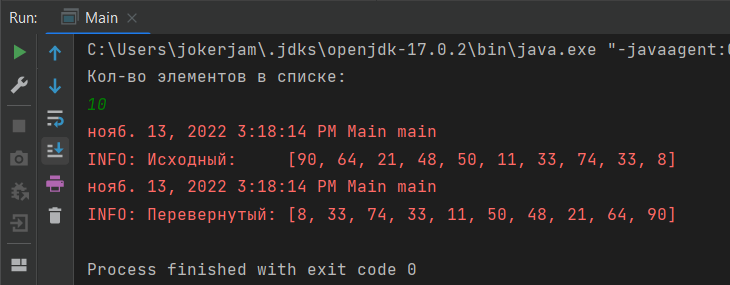 Run: Main
C:\Users\jokerjam\.jdks\openjdk-17.0.2\bin\java.exe "-javaagent:
Кол-во элементов в списке:
10
нояб. 13, 2022 3:18:14 PM Main main
INFO: Исходный:     [90, 64, 21, 48, 50, 11, 33, 74, 33, 8]
нояб. 13, 2022 3:18:14 PM Main main
INFO: Перевернутый: [8, 33, 74, 33, 11, 50, 48, 21, 64, 90]
Process finished with exit code 0